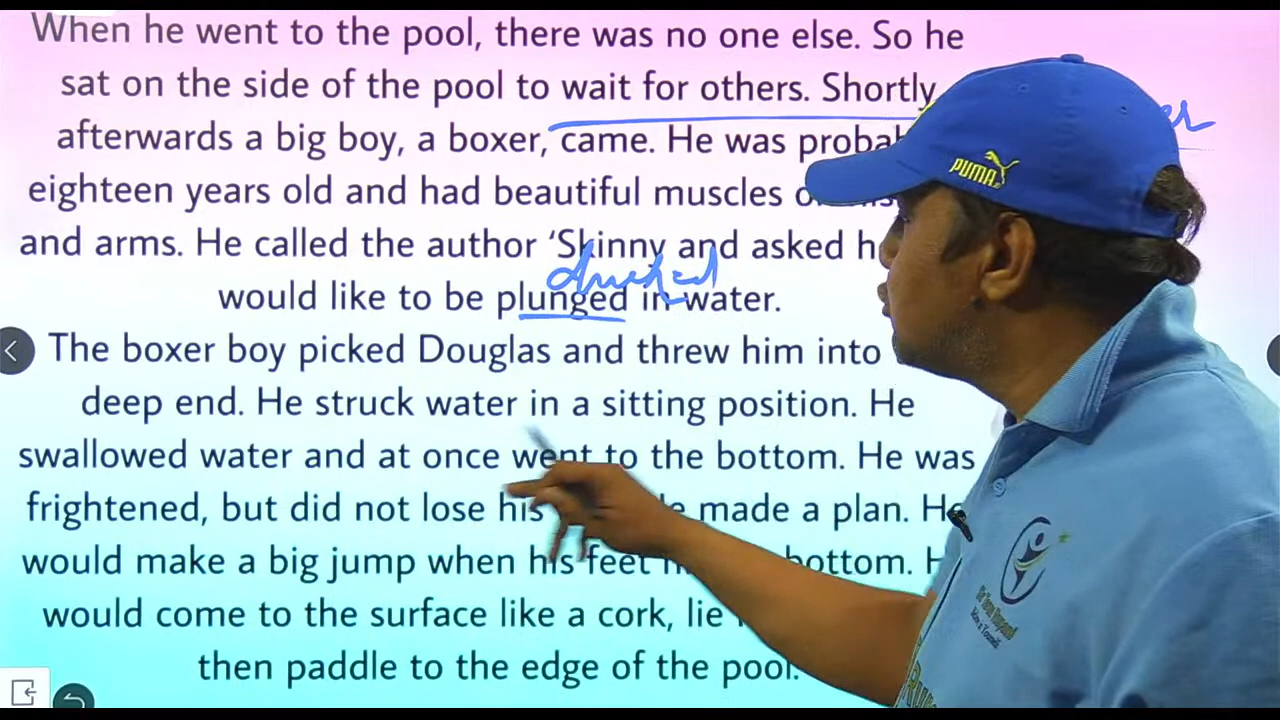 When he went to the pool, there was no one else. So he
sat on the side of the pool to wait for others. Shortly
afterwards a big boy, a boxer, came. He was
eighteen years old and had beautiful muscles
and arms. He called the author ‘Skinny and asked
ducked
would like to be plunged in water.
The boxer boy picked Douglas and threw him into
deep end. He struck water in a sitting position. He
swallowed water and at once went to the bottom. He was
frightened, but did not lose his made a plan. He
would make a big jump when his feet bottom.
would come to the surface like a cork, lie
then paddle to the edge of the pool.
PUMA